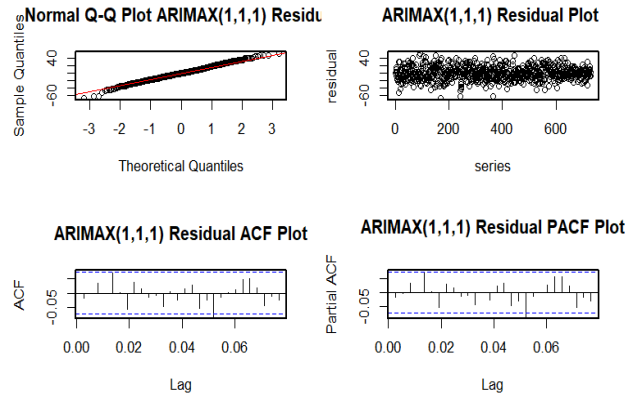 Normal Q-Q Plot ARIMAX(1,1,1) Residu
Sample Quantiles
-60
40
-3
-2
-1
0
1
2
3
Theoretical Quantiles
ARIMAX(1,1,1) Residual Plot
residual
-60
40
0
200
400
600
series
ARIMAX(1,1,1) Residual ACF Plot
ACF
-0.05
0.00
0.02
0.04
0.06
Lag
ARIMAX(1,1,1) Residual PACF Plot
Partial ACF
-0.05
0.00
0.02
0.04
0.06
Lag